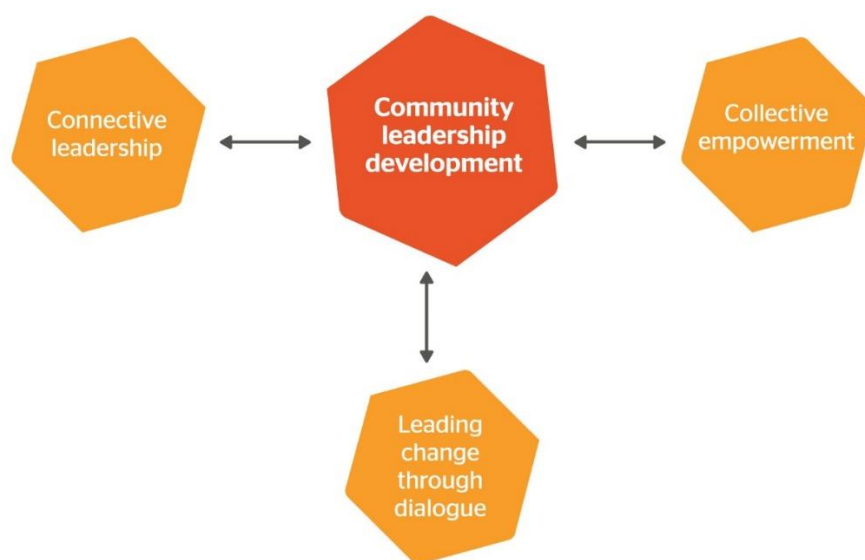 Connective
leadership
Community
leadership
development
Collective
empowerment
Leading
change
through
dialogue